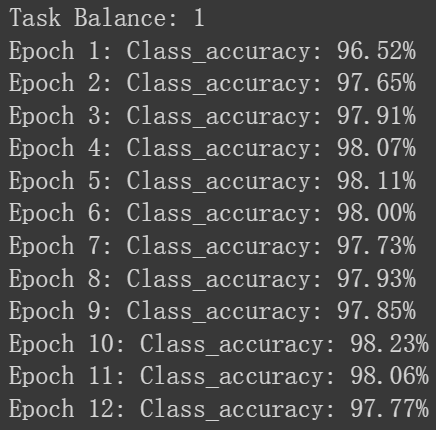 Task Balance: 1
Epoch 1: Class_accuracy: 96.52%
Epoch 2: Class_accuracy: 97.65%
Epoch 3: Class_accuracy: 97.91%
Epoch 4: Class_accuracy: 98.07%
Epoch 5: Class_accuracy: 98.11%
Epoch 6: Class_accuracy: 98.00%
Epoch 7: Class_accuracy: 97.73%
Epoch 8: Class_accuracy: 97.93%
Epoch 9: Class_accuracy: 97.85%
Epoch 10: Class_accuracy: 98.23%
Epoch 11: Class_accuracy: 98.06%
Epoch 12: Class_accuracy: 97.77%